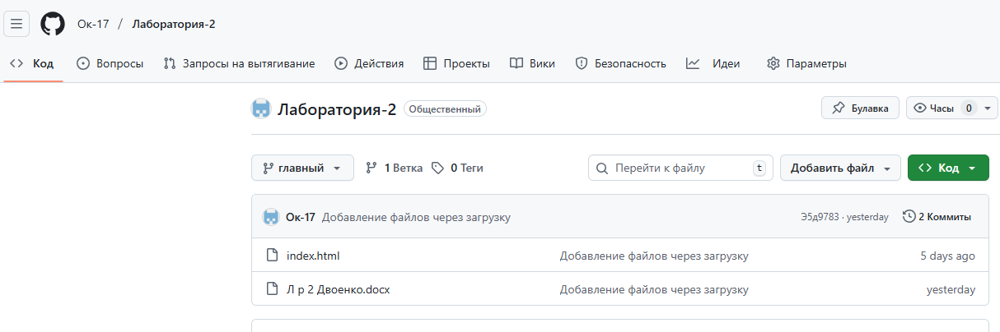 Ок-17 / Лаборатория-2
Код Вопросы Запросы на вытягивание Действия Проекты Вики Безопасность Идеи Параметры
Лаборатория-2 Общественный Булавка Часы 0
главный 1 Ветка 0 Теги Перейти к файлу t Добавить файл Код
Ок-17 Добавление файлов через загрузку Э5д9783 · yesterday 2 Коммиты
index.html Добавление файлов через загрузку 5 days ago
Л р 2 Двоенко.docx Добавление файлов через загрузку yesterday